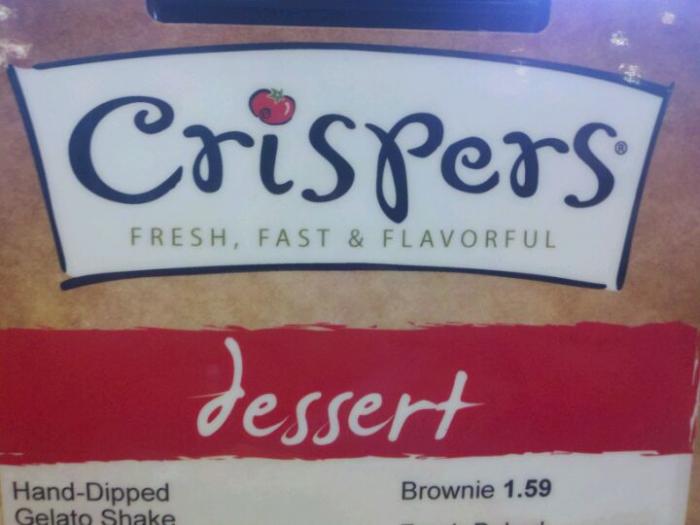 Crispers®
FRESH, FAST & FLAVORFUL
dessert
Hand-Dipped
Gelato Shake
Brownie 1.59